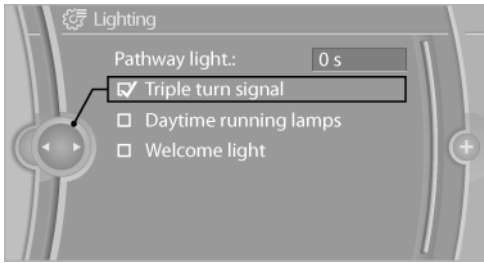 Lighting
Pathway light.: 0 s
Triple turn signal
Daytime running lamps
Welcome light